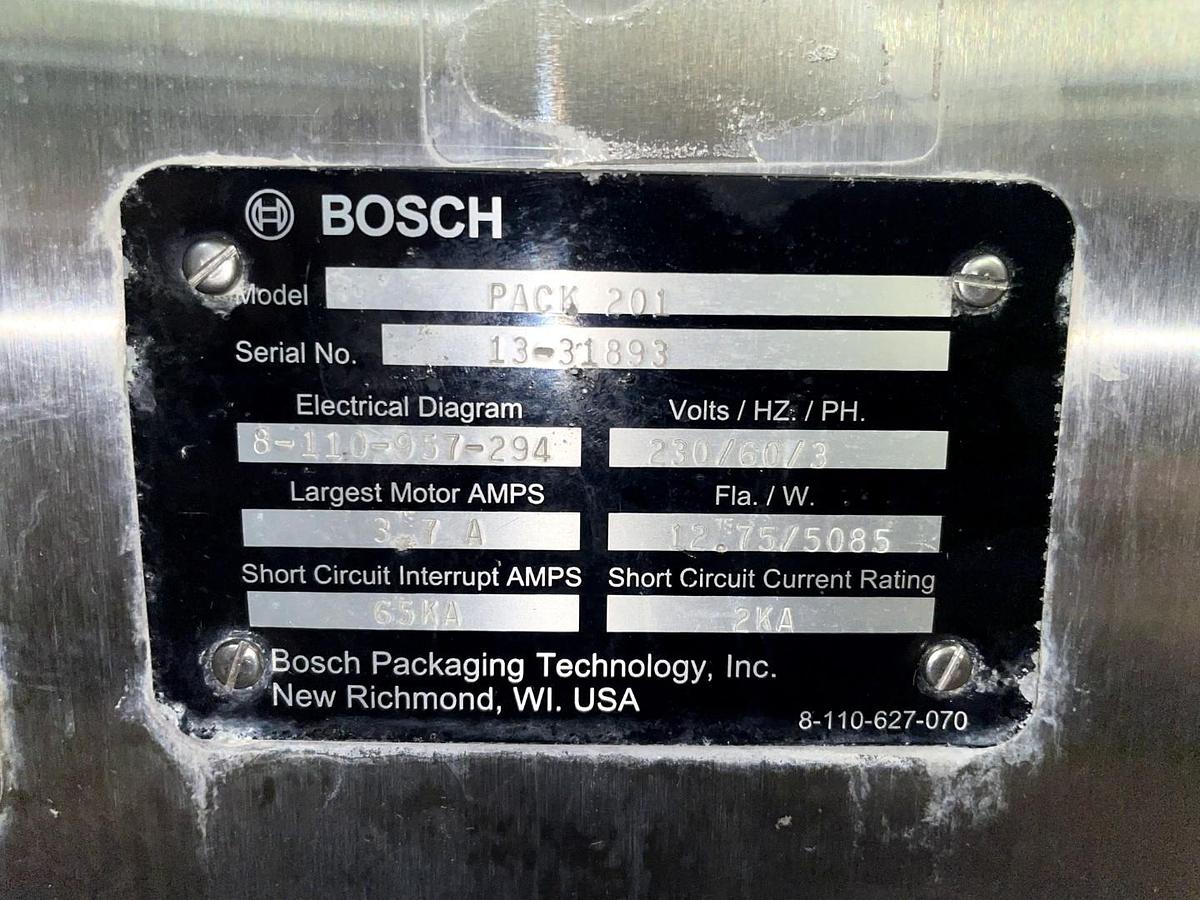 BOSCH
Model PACK 201
Serial No. 13-31893
Electrical Diagram Volts / HZ. / PH.
8-110-957-294 230/60/3
Largest Motor AMPS Fla. / W.
3.7 A 12.75/5085
Short Circuit Interrupt AMPS Short Circuit Current Rating
65KA 2KA
Bosch Packaging Technology, Inc.
New Richmond, WI. USA
8-110-627-070